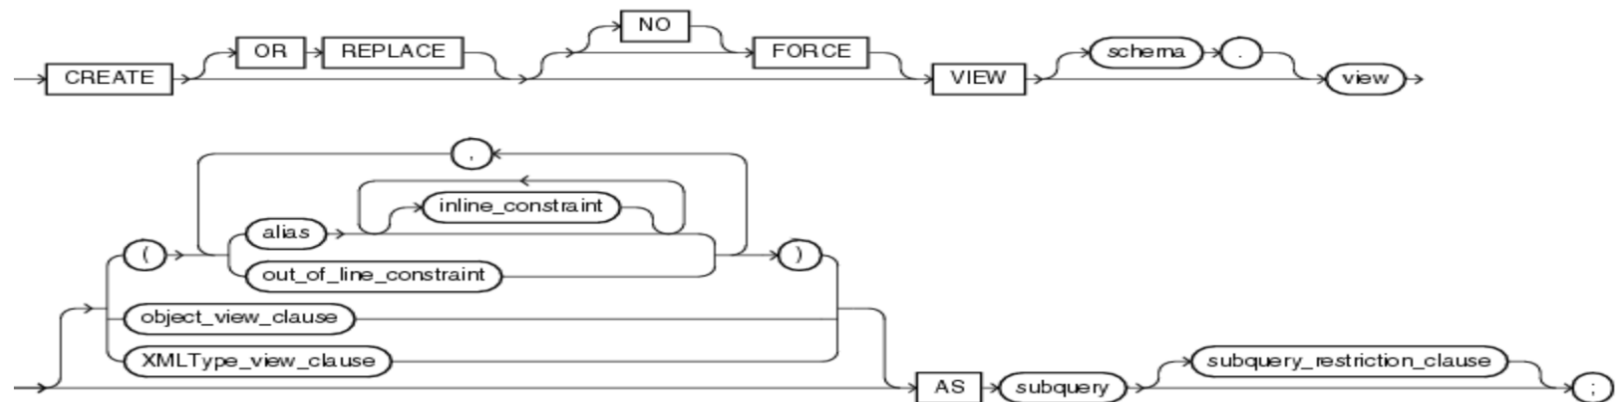 NO
OR REPLACE FORCE schema .
CREATE VIEW view
,
inline_constraint
alias
( )
out_of_line_constraint
object_view_clause
XMLType_view_clause subquery_restriction_clause
AS subquery ;